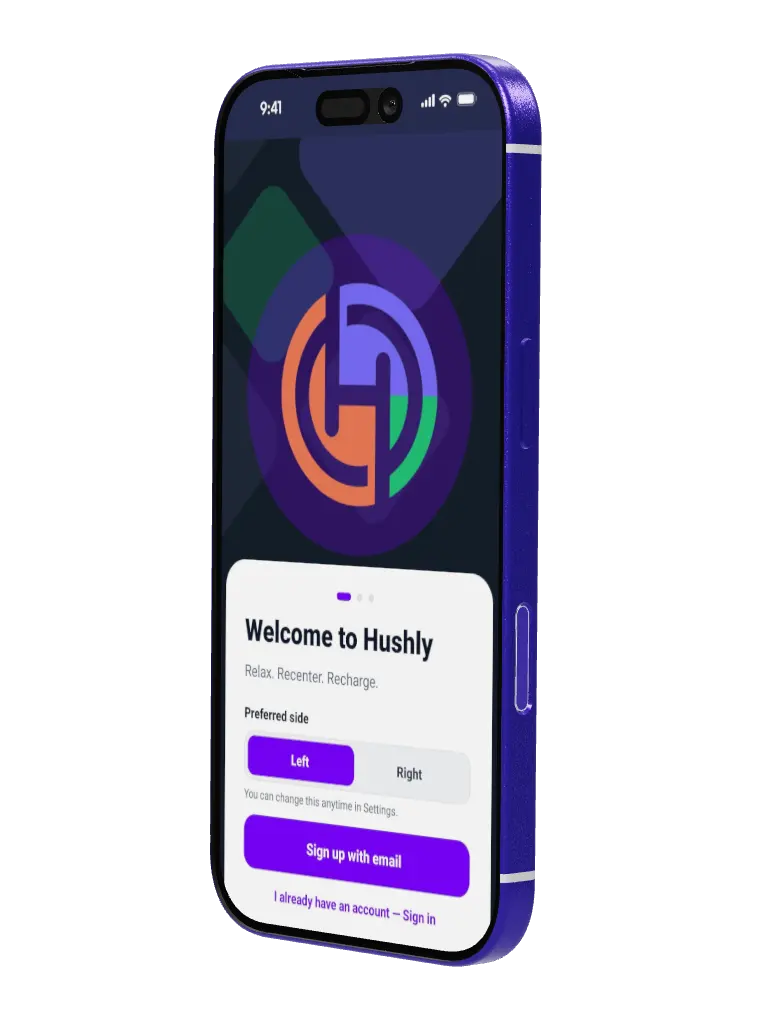 9:41
Welcome to Hushly
Relax. Recenter. Recharge.
Preferred side
Left
Right
You can change this anytime in Settings.
Sign up with email
I already have an account — Sign in